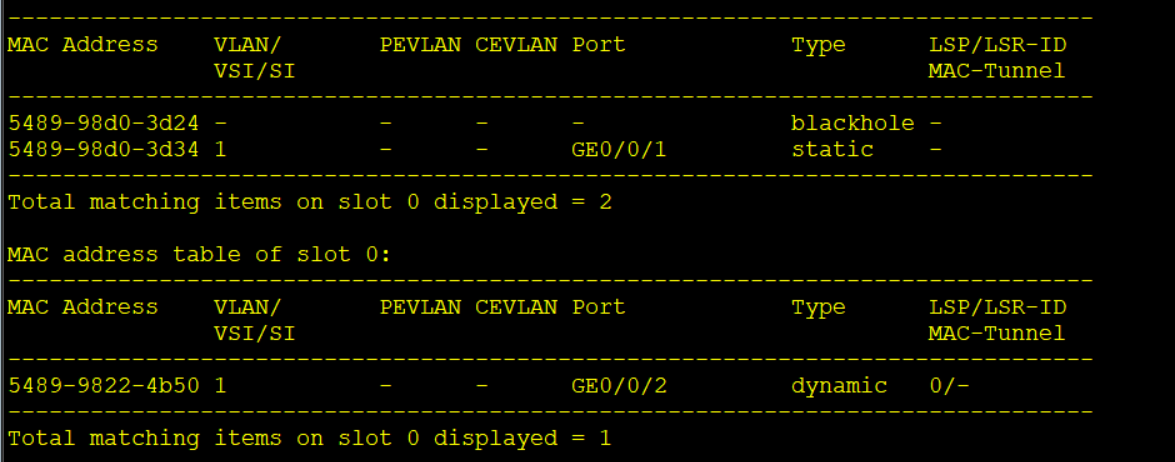 -------------------------------------------------------------------------------
MAC Address    VLAN/       PEVLAN CEVLAN Port            Type      LSP/LSR-ID
               VSI/SI                                              MAC-Tunnel
-------------------------------------------------------------------------------
5489-98d0-3d24 -           -      -      -               blackhole -
5489-98d0-3d34 1           -      -      GE0/0/1         static    -
-------------------------------------------------------------------------------
Total matching items on slot 0 displayed = 2
MAC address table of slot 0:
-------------------------------------------------------------------------------
MAC Address    VLAN/       PEVLAN CEVLAN Port            Type      LSP/LSR-ID
               VSI/SI                                              MAC-Tunnel
-------------------------------------------------------------------------------
5489-9822-4b50 1           -      -      GE0/0/2         dynamic   0/-
-------------------------------------------------------------------------------
Total matching items on slot 0 displayed = 1